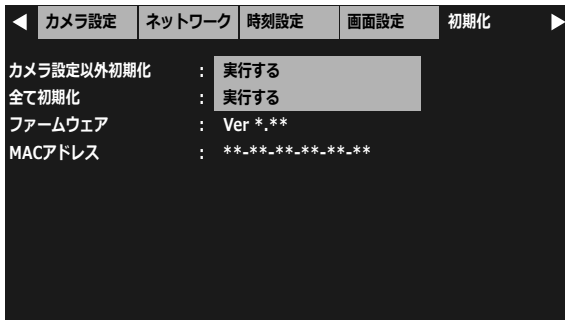 ◀ カメラ設定 ネットワーク 時刻設定 画面設定 初期化 ▶
カメラ設定以外初期化 : 実行する
全て初期化 : 実行する
ファームウェア : Ver *.**
MACアドレス : **-**-**-**-**-**